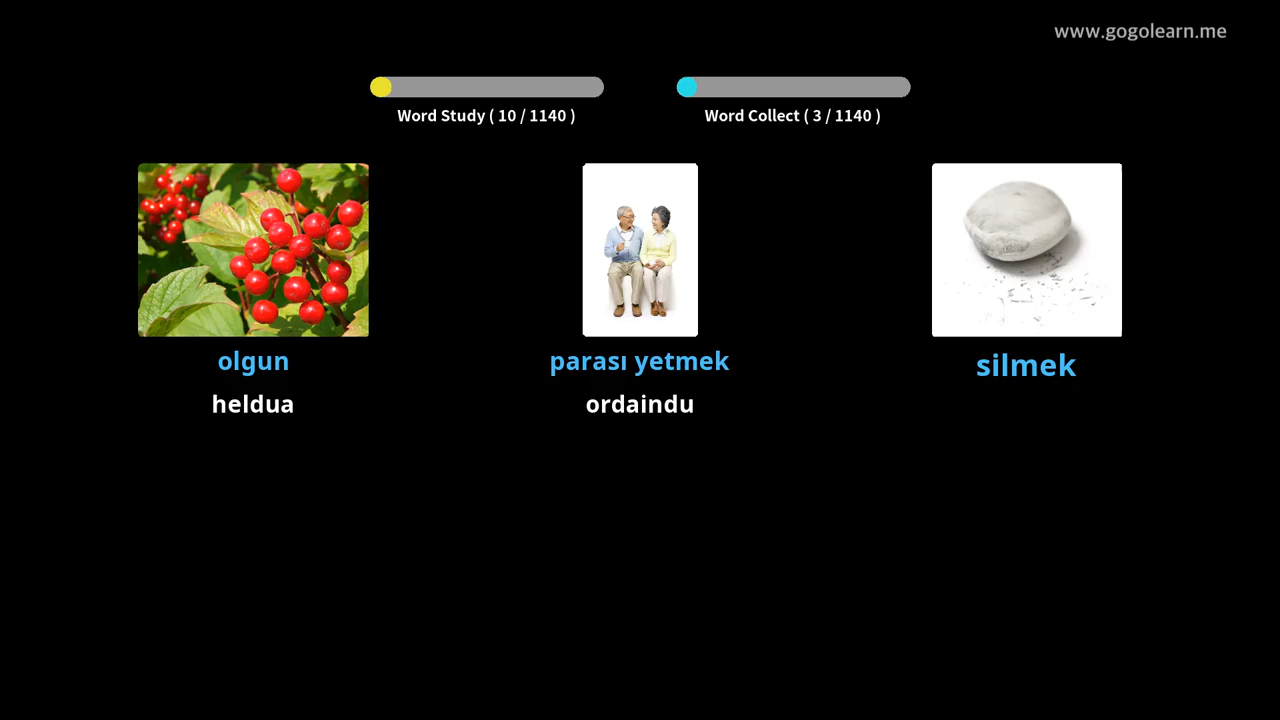 www.gogolearn.me
Word Study ( 10 / 1140 )
Word Collect ( 3 / 1140 )
olgun
parası yetmek
silmek
heldua
ordaindu